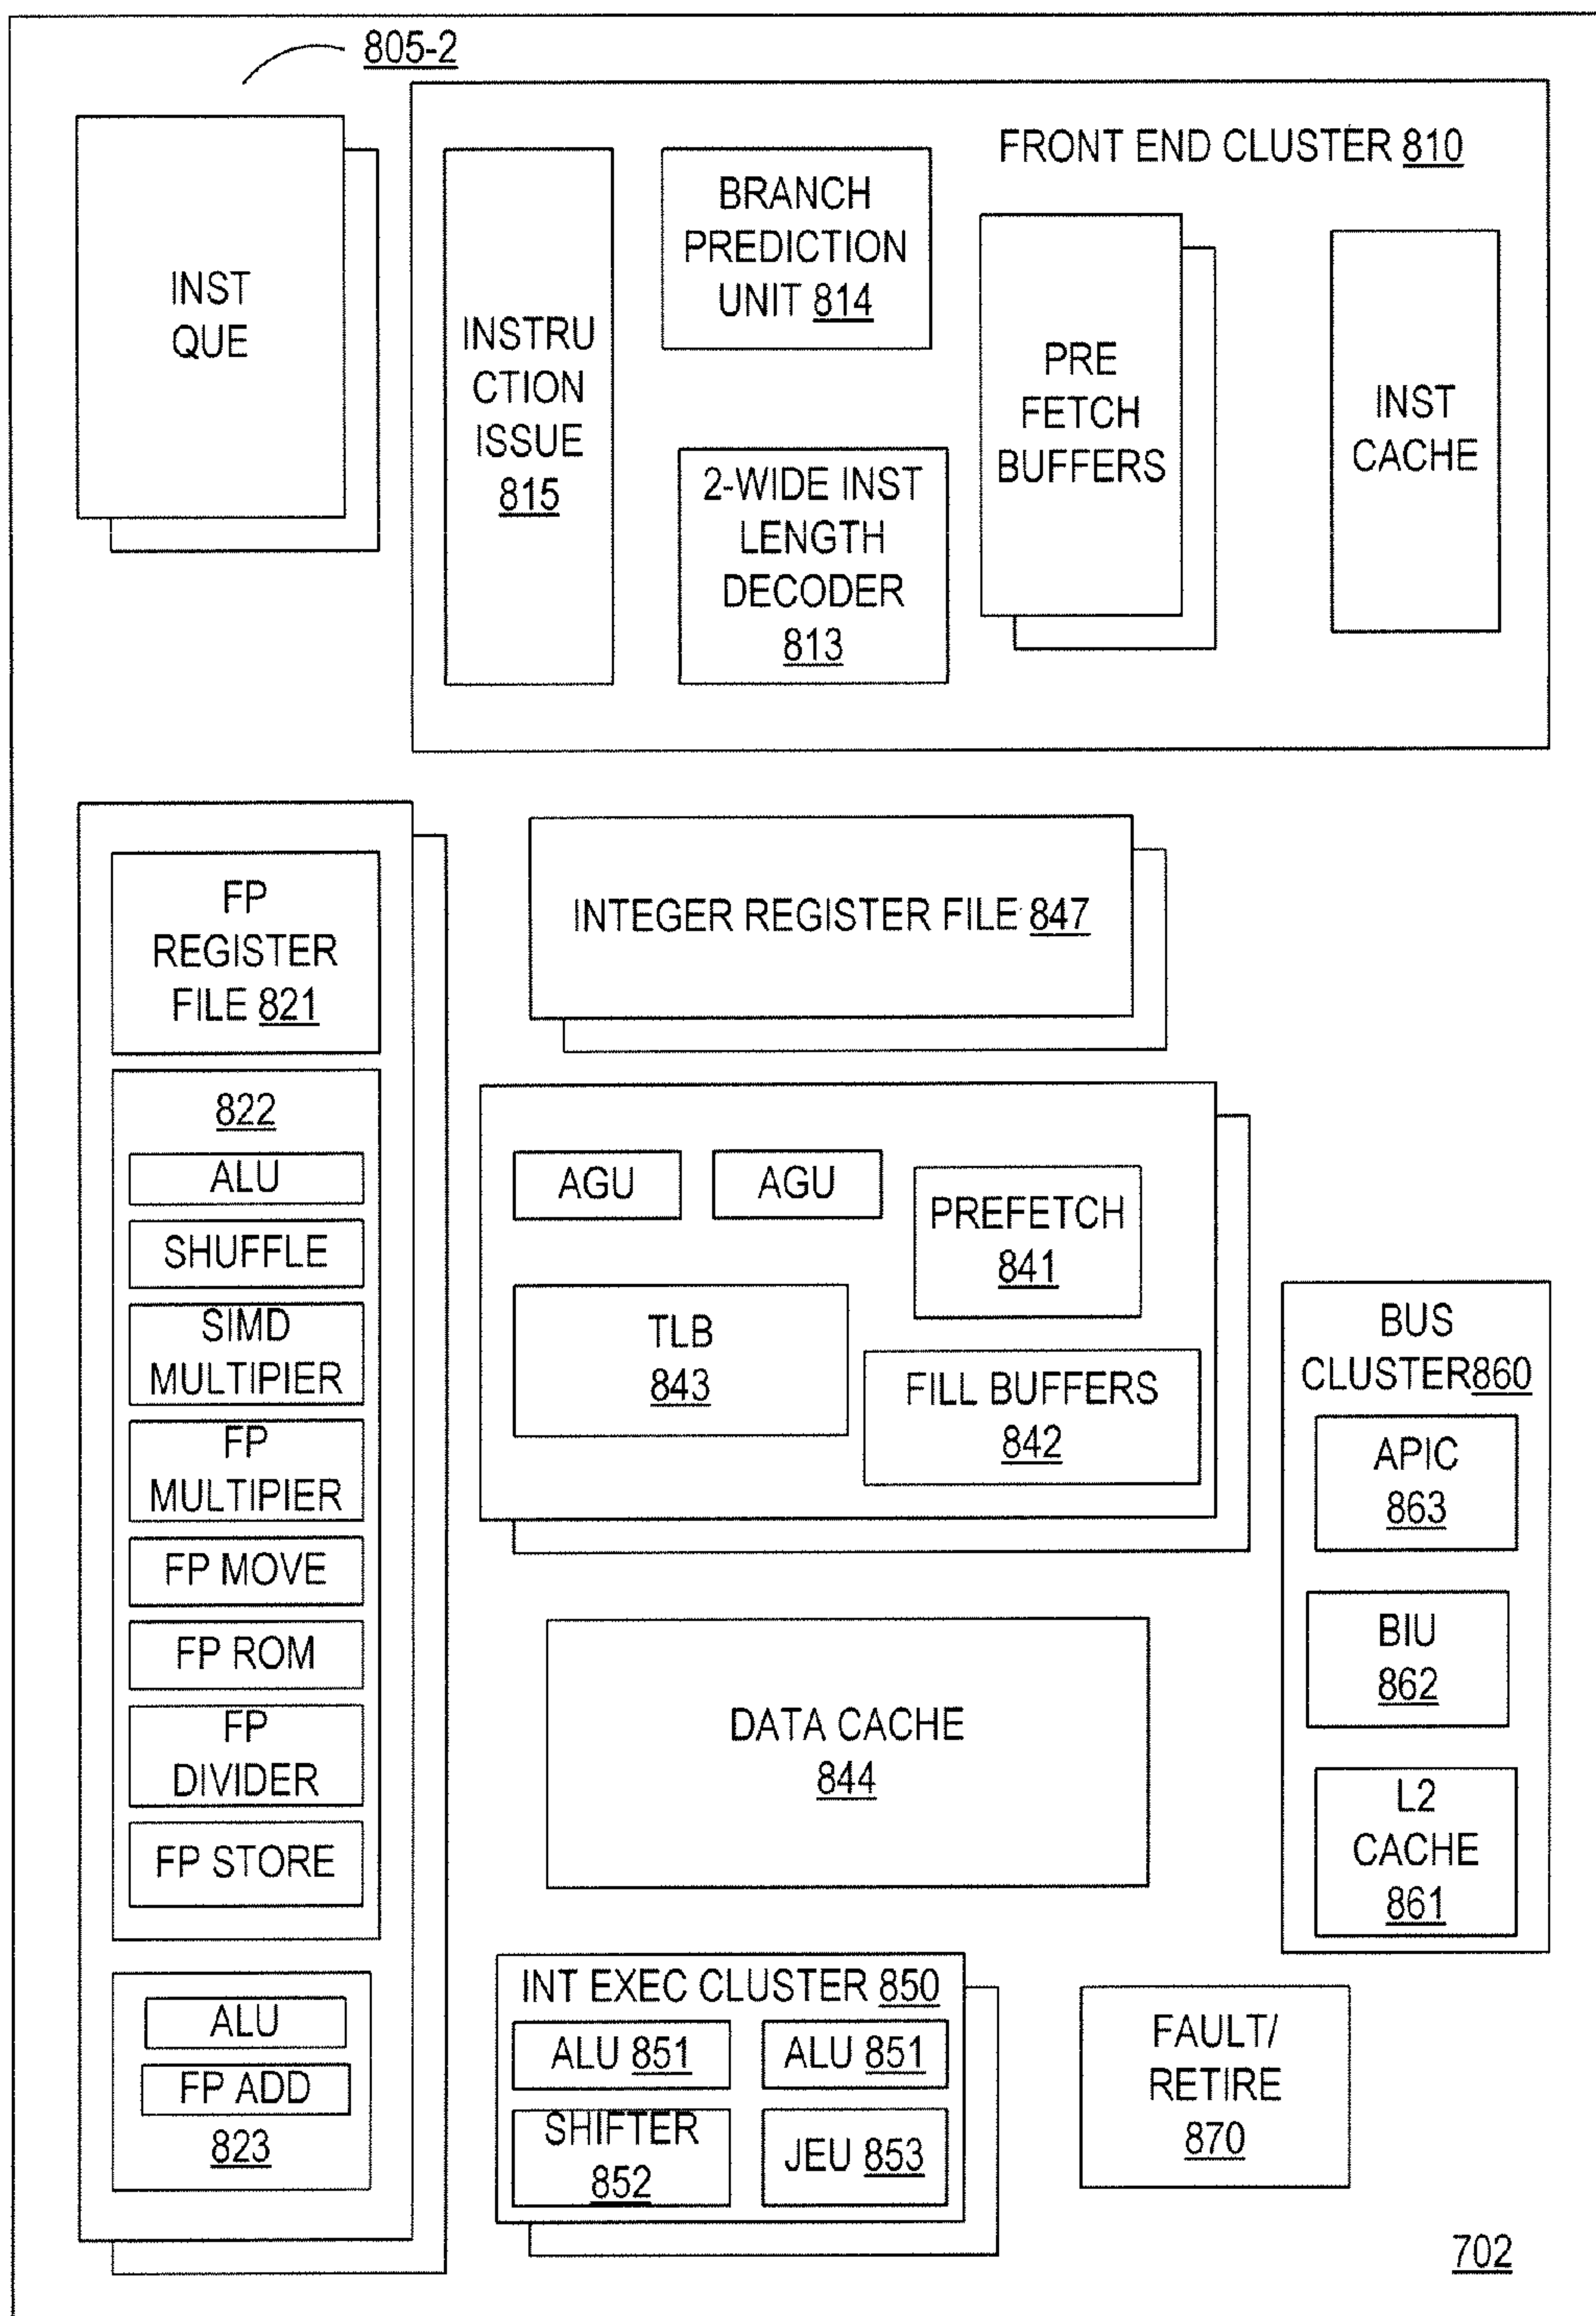 805-2
INST
QUE
FRONT END CLUSTER 810
INSTRU
CTION
ISSUE
815
BRANCH
PREDICTION
UNIT 814
2-WIDE INST
LENGTH
DECODER
813
PRE
FETCH
BUFFERS
INST
CACHE
FP
REGISTER
FILE 821
822
ALU
SHUFFLE
SIMD
MULTIPIER
FP
MULTIPIER
FP MOVE
FP ROM
FP
DIVIDER
FP STORE
ALU
FP ADD
823
INTEGER REGISTER FILE 847
AGU
AGU
PREFETCH
841
TLB
843
FILL BUFFERS
842
DATA CACHE
844
INT EXEC CLUSTER 850
ALU 851
ALU 851
SHIFTER
852
JEU 853
BUS
CLUSTER860
APIC
863
BIU
862
L2
CACHE
861
FAULT/
RETIRE
870
702